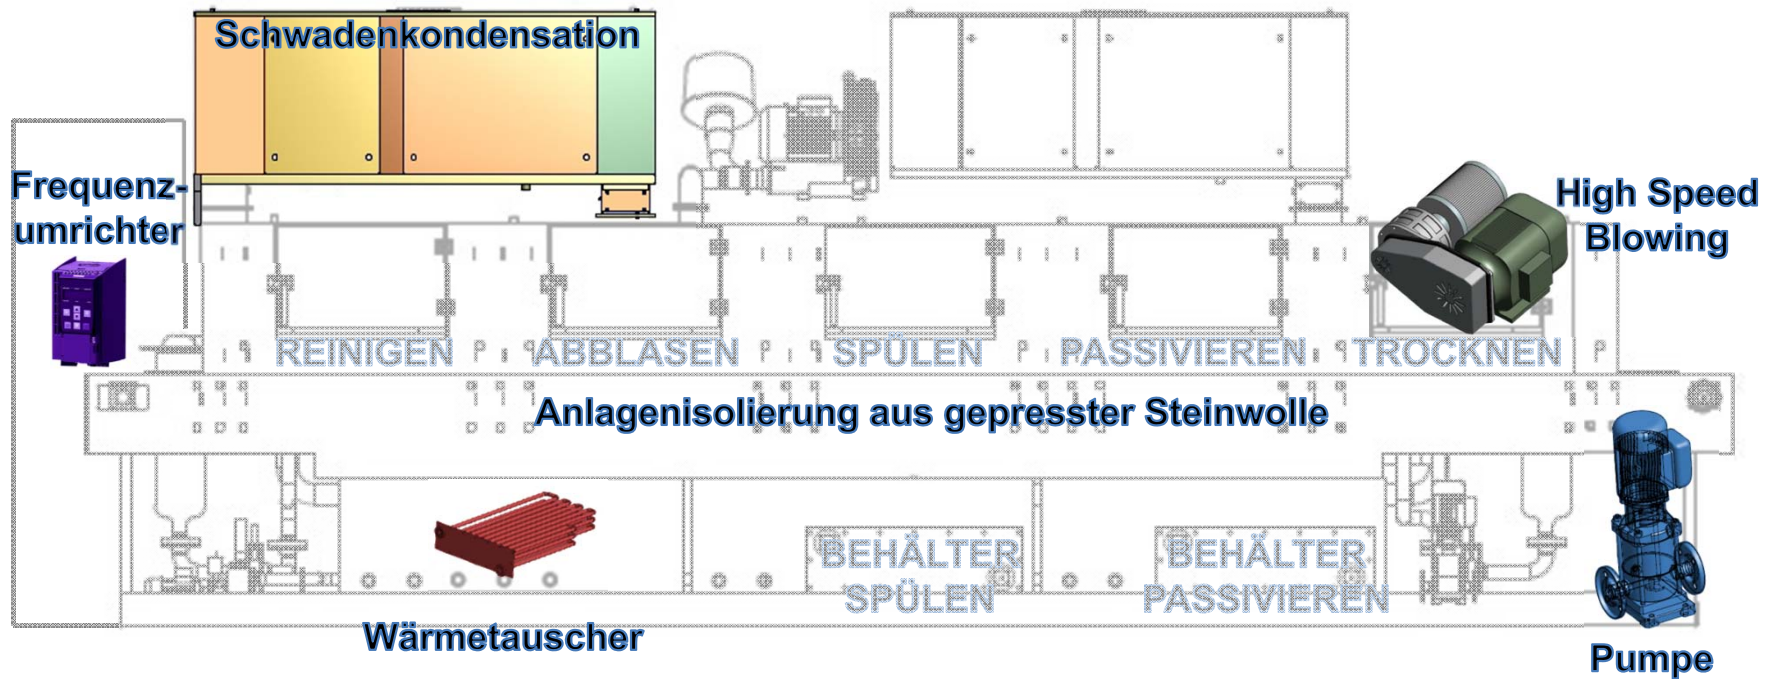 Schwadenkondensation
Frequenz-
umrichter
High Speed
Blowing
REINIGEN
ABBLASEN
SPÜLEN
PASSIVIEREN
TROCKNEN
Anlagenisolierung aus gepresster Steinwolle
BEHÄLTER
SPÜLEN
BEHÄLTER
PASSIVIEREN
Wärmetauscher
Pumpe